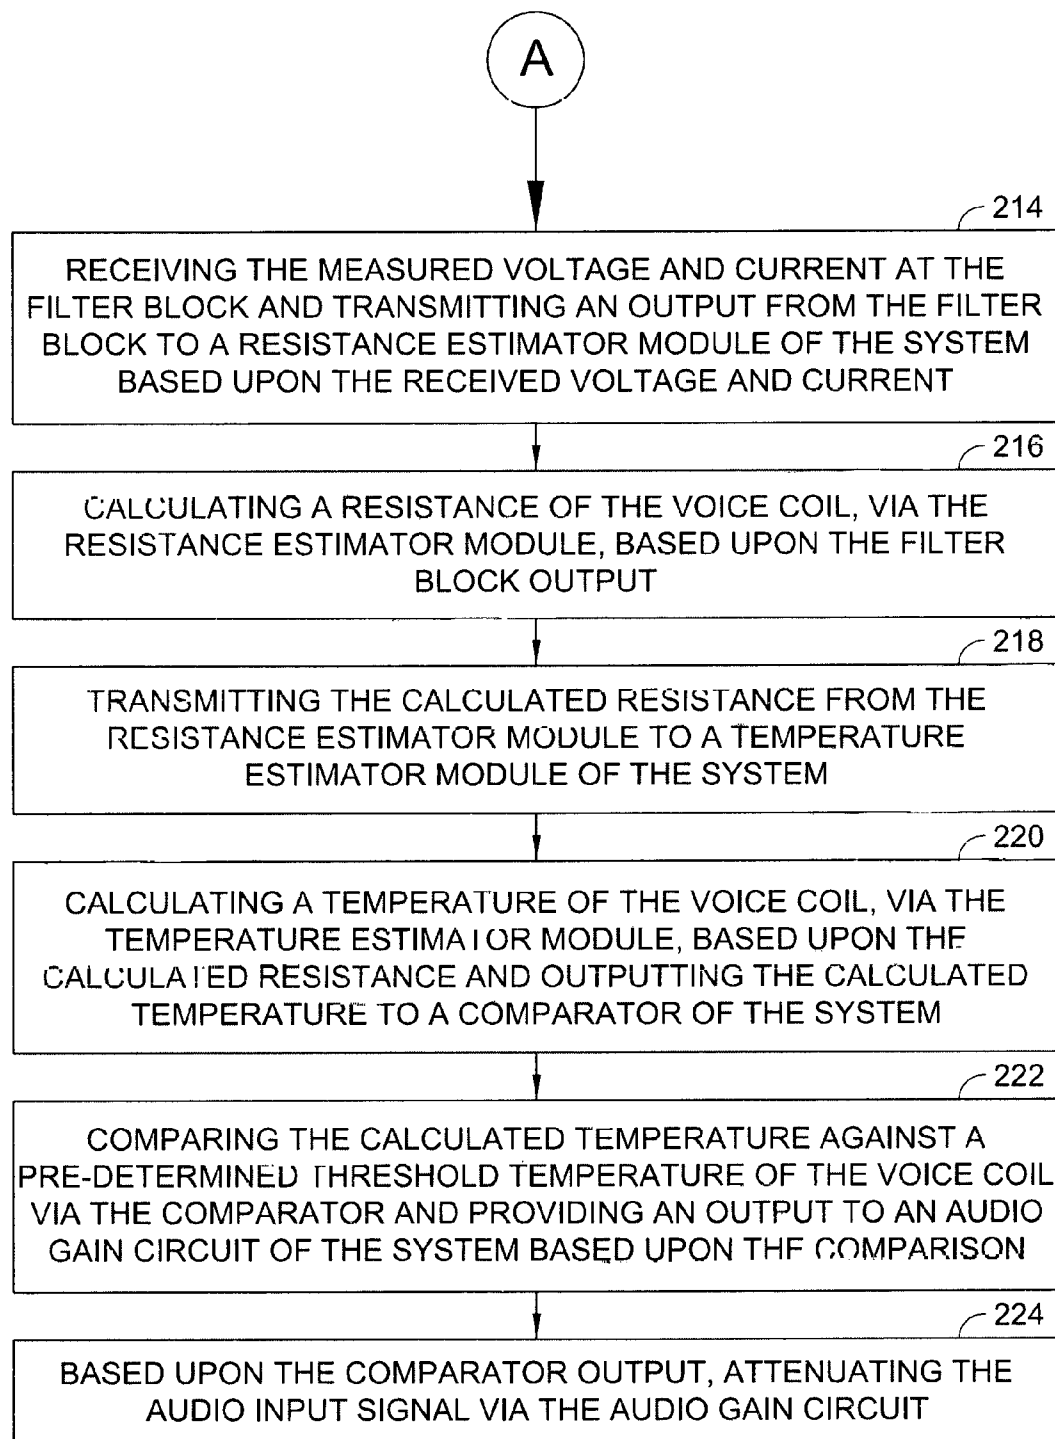 A
214
RECEIVING THE MEASURED VOLTAGE AND CURRENT AT THE
FILTER BLOCK AND TRANSMITTING AN OUTPUT FROM THE FILTER
BLOCK TO A RESISTANCE ESTIMATOR MODULE OF THE SYSTEM
BASED UPON THE RECEIVED VOLTAGE AND CURRENT
216
CALCULATING A RESISTANCE OF THE VOICE COIL, VIA THE
RESISTANCE ESTIMATOR MODULE, BASED UPON THE FILTER
BLOCK OUTPUT
218
TRANSMITTING THE CALCULATED RESISTANCE FROM THE
RESISTANCE ESTIMATOR MODULE TO A TEMPERATURE
ESTIMATOR MODULE OF THE SYSTEM
220
CALCULATING A TEMPERATURE OF THE VOICE COIL, VIA THE
TEMPERATURE ESTIMATOR MODULE, BASED UPON THE
CALCULATED RESISTANCE AND OUTPUTTING THE CALCULATED
TEMPERATURE TO A COMPARATOR OF THE SYSTEM
222
COMPARING THE CALCULATED TEMPERATURE AGAINST A
PRE-DETERMINED THRESHOLD TEMPERATURE OF THE VOICE COIL
VIA THE COMPARATOR AND PROVIDING AN OUTPUT TO AN AUDIO
GAIN CIRCUIT OF THE SYSTEM BASED UPON THE COMPARISON
224
BASED UPON THE COMPARATOR OUTPUT, ATTENUATING THE
AUDIO INPUT SIGNAL VIA THE AUDIO GAIN CIRCUIT